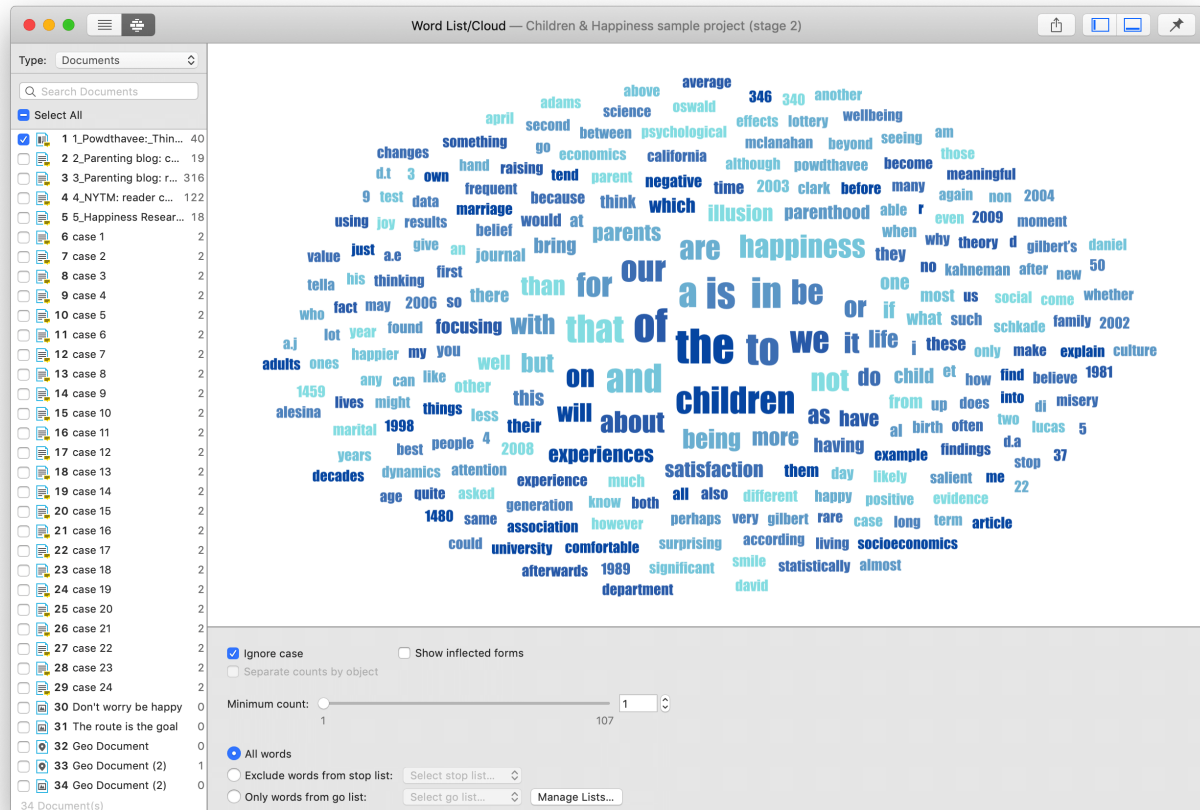 Word List/Cloud — Children & Happiness sample project (stage 2)
Type: Documents
Search Documents
Select All
1 1_Powdthavee:_Thin... 40
2 2_Parenting blog: c... 19
3 3_Parenting blog: r... 316
4 4_NYTM: reader c... 122
5 5_Happiness Resear... 18
6 case 1 2
7 case 2 2
8 case 3 2
9 case 4 2
10 case 5 2
11 case 6 2
12 case 7 2
13 case 8 2
14 case 9 2
15 case 10 2
16 case 11 2
17 case 12 2
18 case 13 2
19 case 14 2
20 case 15 2
21 case 16 2
22 case 17 2
23 case 18 2
24 case 19 2
25 case 20 2
26 case 21 2
27 case 22 2
28 case 23 2
29 case 24 2
30 Don't worry be happy 0
31 The route is the goal 0
32 Geo Document 0
33 Geo Document (2) 1
34 Geo Document (2) 0
34 Document(s)
average
above 346 340 another
adams science oswald
april second between psychological effects lottery wellbeing
something go economics california mclanahan beyond seeing am
changes hand raising tend parent although powdthavee become those
d.t 3 own frequent negative time 2003 clark before many meaningful
9 test data because think which illusion parenthood able r again non 2004
using joy results marriage belief would at parents when even 2009 moment
value just a.e give an journal bring are happiness they why theory d gilbert's daniel
tella his thinking first than for our a is in be one no kahneman after new 50
who fact may 2006 so there or if most us social come whether
lot year found focusing with that of the to we it life i what such schkade family 2002
a.j adults ones happier my you well but these only make explain culture
1459 any can like other on and not do child et how find believe 1981
alesina lives might things less this will about children as have from up does into di misery
marital 1998 their being more al birth often two lucas 5
years best people 4 2008 experiences having example findings d.a 37
decades dynamics attention satisfaction them day likely salient me stop
age quite asked experience much all also different happy positive evidence 22
1480 same generation know both perhaps very gilbert rare case long term article
association however
could university comfortable surprising according living socioeconomics
afterwards 1989 significant smile statistically almost
department david
Ignore case
Show inflected forms
Separate counts by object
Minimum count: 1
1 107
All words
Exclude words from stop list: Select stop list...
Only words from go list: Select go list... Manage Lists...